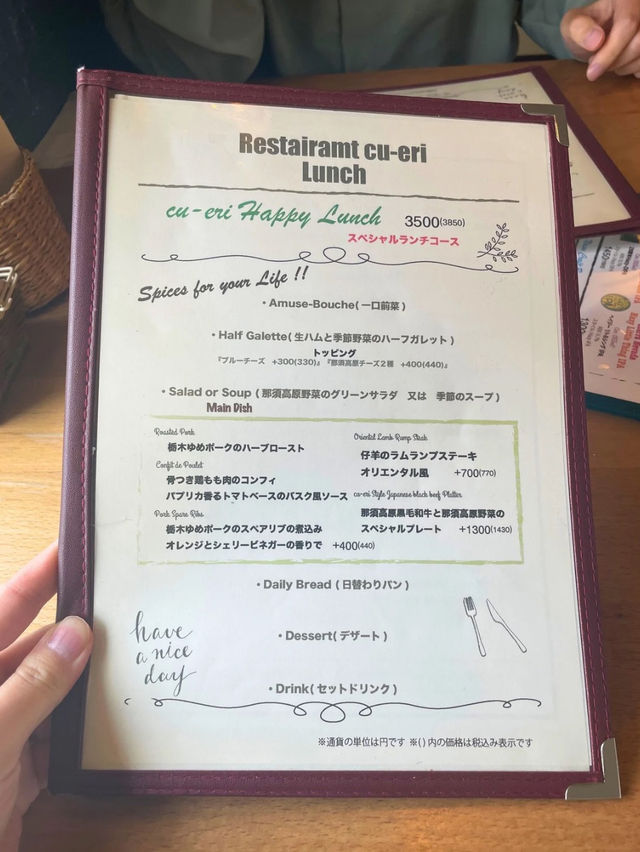 Restairamt cu-eri
Lunch
cu-eri Happy Lunch 3500(3850)
スペシャルランチコース
Spices for your Life !!
・Amuse-Bouche( 一口前菜 )
・Half Galette( 生ハムと季節野菜のハーフガレット )
トッピング
『ブルーチーズ +300(330)』『那須高原チーズ2種 +400(440)』
・Salad or Soup ( 那須高原野菜のグリーンサラダ 又は 季節のスープ )
Main Dish
Roasted Pork
栃木ゆめポークのハーブロースト
Confit de Poulet
骨つき鶏もも肉のコンフィ
パプリカ香るトマトベースのバスク風ソース
Pork Spare Ribs
栃木ゆめポークのスペアリブの煮込み
オレンジとシェリービネガーの香りで +400(440)
Oriental Lamb Rump Steak
仔羊のラムランプステーキ
オリエンタル風 +700(770)
cu-eri Style Japanese black beef Platter
那須高原黒毛和牛と那須高原野菜の
スペシャルプレート +1300(1430)
・Daily Bread ( 日替わりパン )
have
a nice
day
・Dessert( デザート )
・Drink( セットドリンク )
※通貨の単位は円です ※( ) 内の価格は税込み表示です